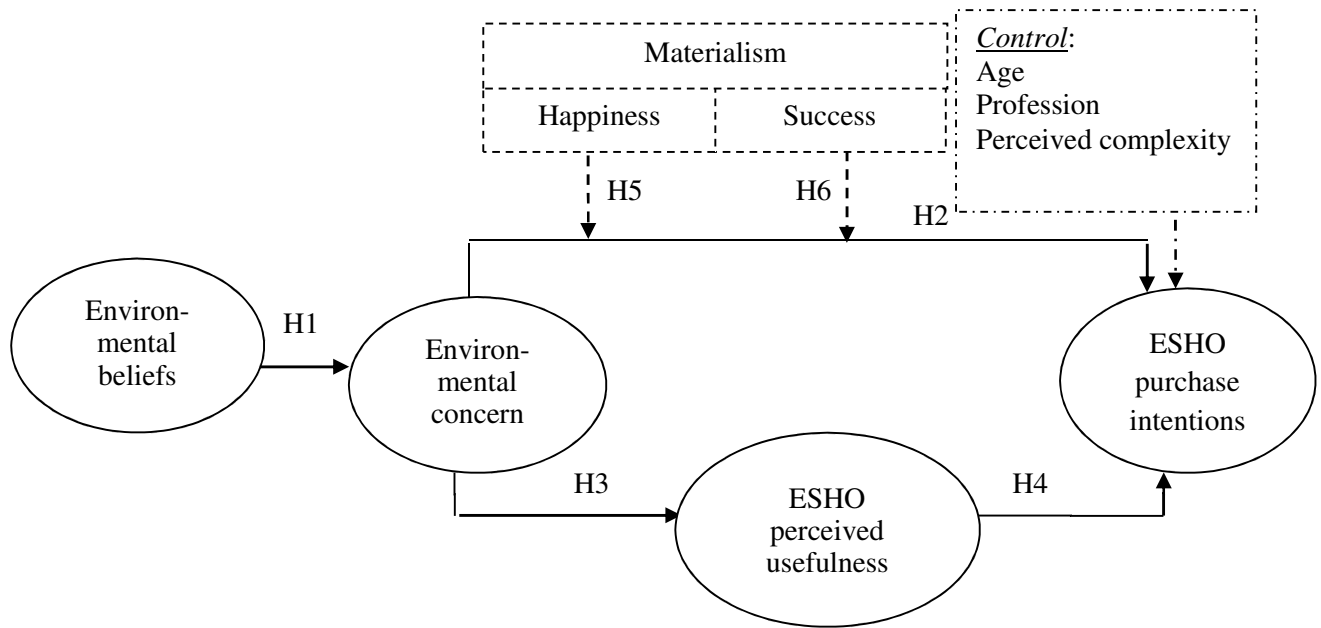 Materialism
Happiness
Success
Control:
Age
Profession
Perceived complexity
H5
H6
H2
Environ-
mental
beliefs
H1
Environ-
mental
concern
ESHO
purchase
intentions
H3
ESHO
perceived
usefulness
H4